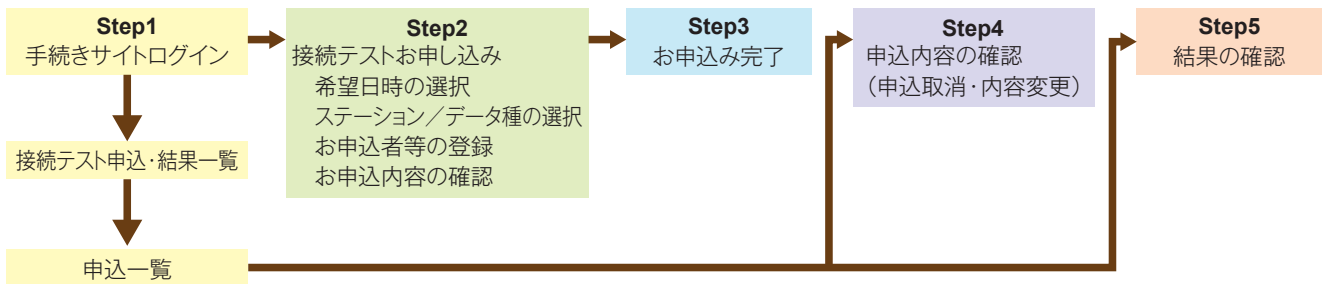 Step1
手続きサイトログイン
接続テスト申込・結果一覧
申込一覧
Step2
接続テストお申し込み
希望日時の選択
ステーション／データ種の選択
お申込者等の登録
お申込内容の確認
Step3
お申込み完了
Step4
申込内容の確認
（申込取消・内容変更）
Step5
結果の確認